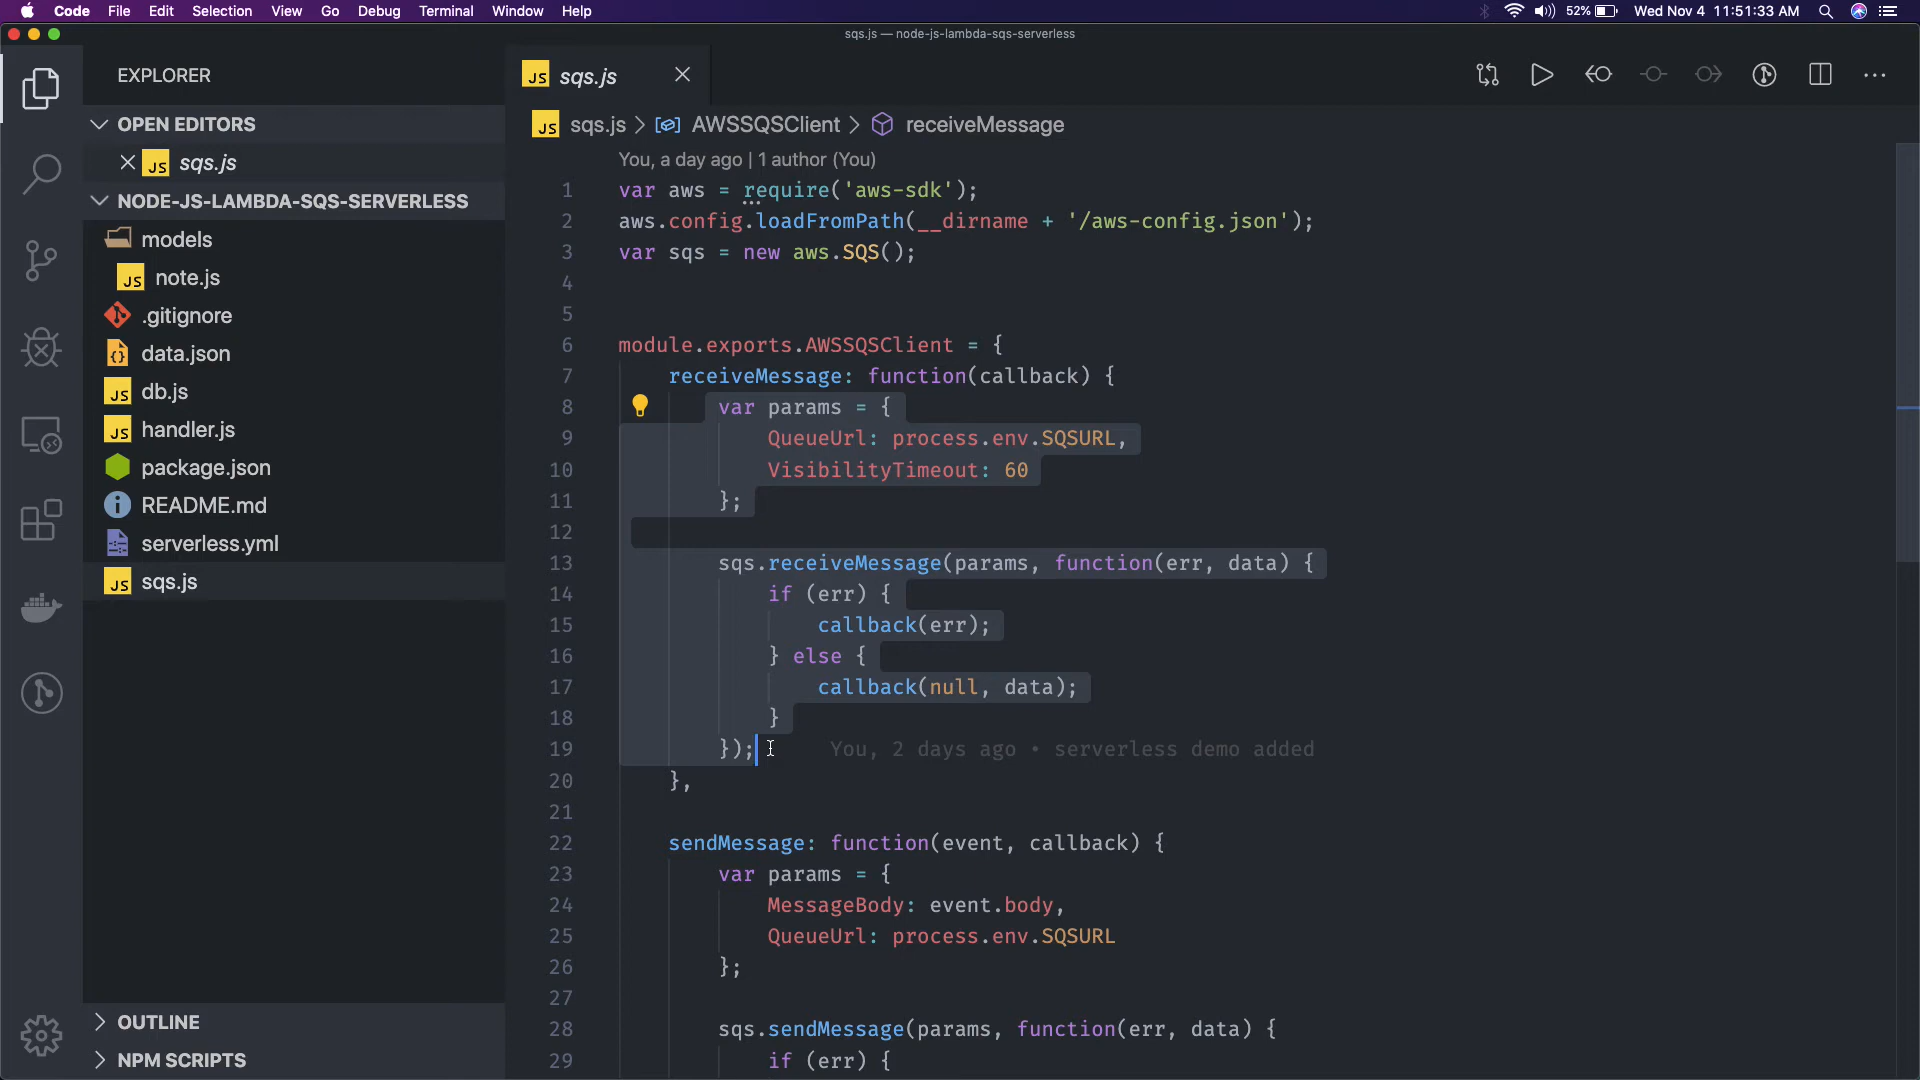 Code File Edit Selection View Go Debug Terminal Window Help
52% Wed Nov 4 11:51:33 AM
sqs.js — node-js-lambda-sqs-serverless
EXPLORER
OPEN EDITORS
JS sqs.js
NODE-JS-LAMBDA-SQS-SERVERLESS
models
JS note.js
.gitignore
{} data.json
JS db.js
JS handler.js
package.json
i README.md
serverless.yml
JS sqs.js
OUTLINE
NPM SCRIPTS
JS sqs.js
JS sqs.js > AWSSQSClient > receiveMessage
You, a day ago | 1 author (You)
1 var aws = require('aws-sdk');
2 aws.config.loadFromPath(__dirname + '/aws-config.json');
3 var sqs = new aws.SQS();
4
5
6 module.exports.AWSSQSClient = {
7 receiveMessage: function(callback) {
8 var params = {
9 QueueUrl: process.env.SQSURL,
10 VisibilityTimeout: 60
11 };
12
13 sqs.receiveMessage(params, function(err, data) {
14 if (err) {
15 callback(err);
16 } else {
17 callback(null, data);
18 }
19 }); You, 2 days ago • serverless demo added
20 },
21
22 sendMessage: function(event, callback) {
23 var params = {
24 MessageBody: event.body,
25 QueueUrl: process.env.SQSURL
26 };
27
28 sqs.sendMessage(params, function(err, data) {
29 if (err) {